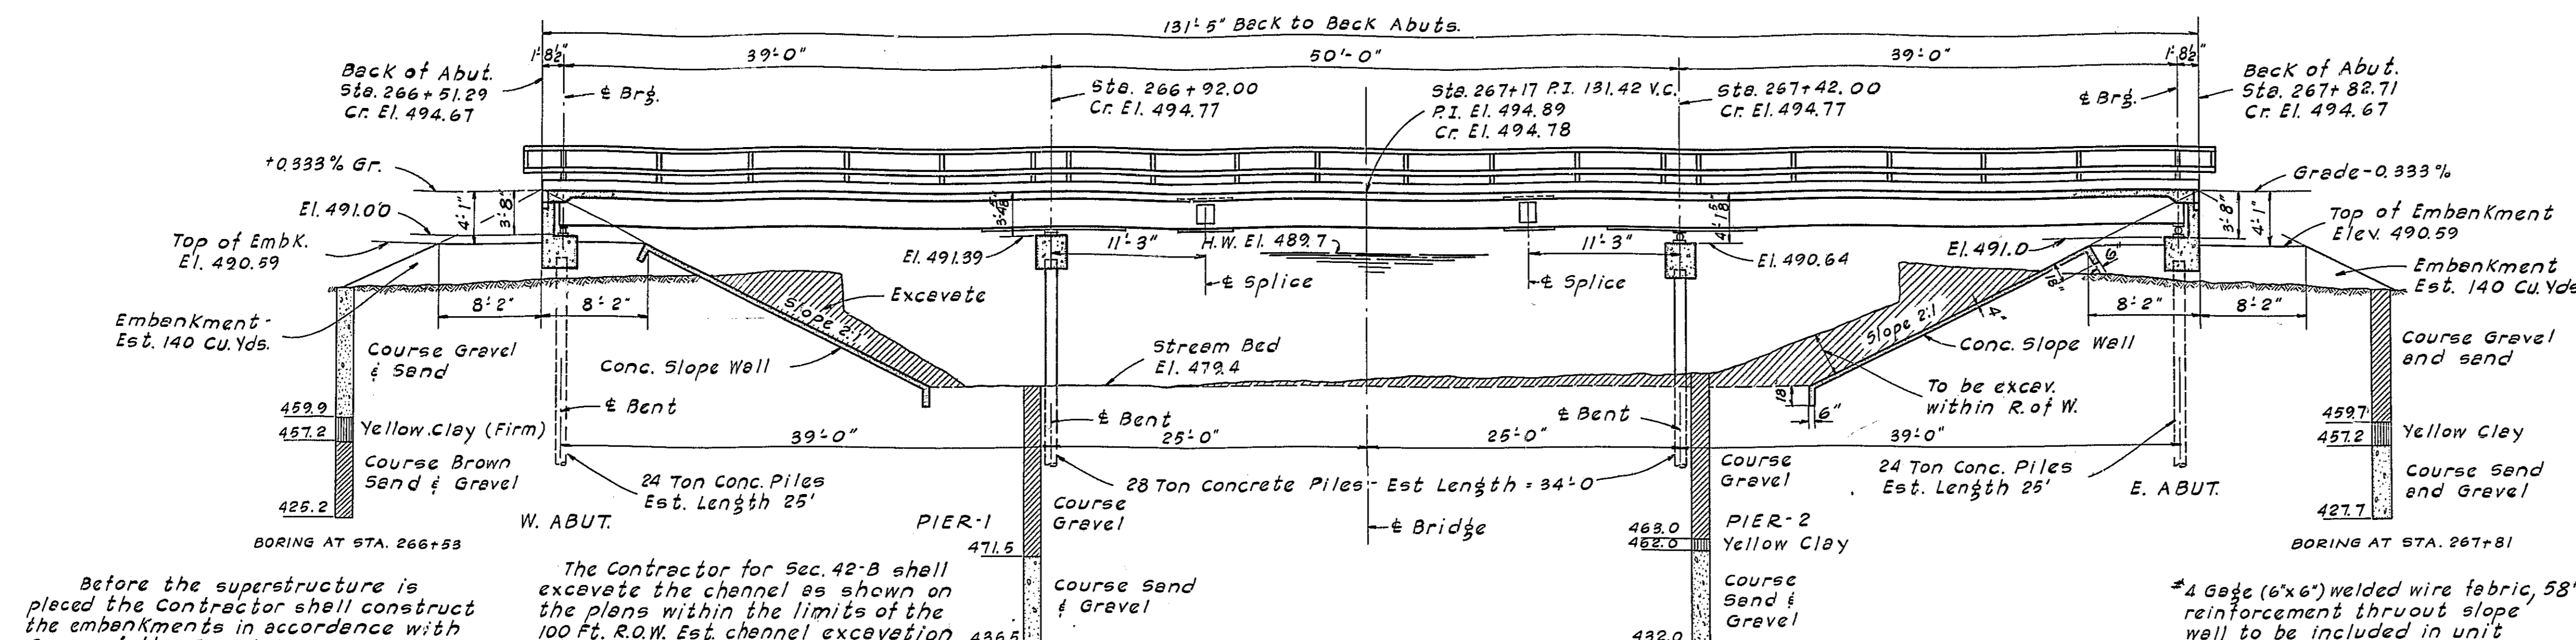 131'-5" Back to Back Abuts.
1'-8½"
39'-0"
50'-0"
39'-0"
1'-8½"
Back of Abut.
Sta. 266+51.29
Cr. El. 494.67
℄ Brg.
Sta. 266+92.00
Cr. El. 494.77
Sta. 267+17 P.I. 131.42 V.C.
P.I. El. 494.89
Cr. El. 494.78
Sta. 267+42.00
Cr. El. 494.77
℄ Brg.
Back of Abut.
Sta. 267+82.71
Cr. El. 494.67
+0.333% Gr.
Grade-0.333%
El. 491.00
4'-1"
3'-8"
3'-8"
4'-1"
Top of Embk.
El. 490.59
Top of Embankment
Elev. 490.59
El. 491.39
11'-3"
H.W. El. 489.7
11'-3"
El. 490.64
El. 491.0
6"
18"
℄ Splice
℄ Splice
Embankment
Est. 140 Cu. Yds
8'-2"
8'-2"
Excavate
Slope 2:1
Slope 2:1
4"
8'-2"
8'-2"
Embankment-
Est. 140 Cu. Yds.
Course Gravel
& Sand
Conc. Slope Wall
Stream Bed
El. 479.4
Conc. Slope Wall
Course Gravel
and sand
To be excav.
within R. of W.
18"
6"
459.9
457.2
Yellow Clay (Firm)
℄ Bent
℄ Bent
℄ Bent
459.7
457.2
Yellow Clay
39'-0"
25'-0"
25'-0"
39'-0"
Course Brown
Sand & Gravel
24 Ton Conc. Piles
Est. Length 25'
28 Ton Concrete Piles - Est Length = 34'-0
Course
Gravel
24 Ton Conc. Piles
Est. Length 25'
Course Sand
and Gravel
425.2
W. ABUT.
PIER-1
Course
Gravel
℄ Bridge
463.0
462.0
PIER-2
Yellow Clay
E. ABUT.
427.7
BORING AT STA. 266+53
471.5
BORING AT STA. 267+81
Before the superstructure is
placed the Contractor shall construct
the embankments in accordance with
The Contractor for Sec. 42-B shall
excavate the channel as shown on
the plans within the limits of the
100 Ft. R.O.W. Est. channel excavation
Course Sand
& Gravel
436.5
Course
Sand &
Gravel
432.0
#4 Gage (6"x6") welded wire fabric, 58#
reinforcement thruout slope
wall to be included in unit